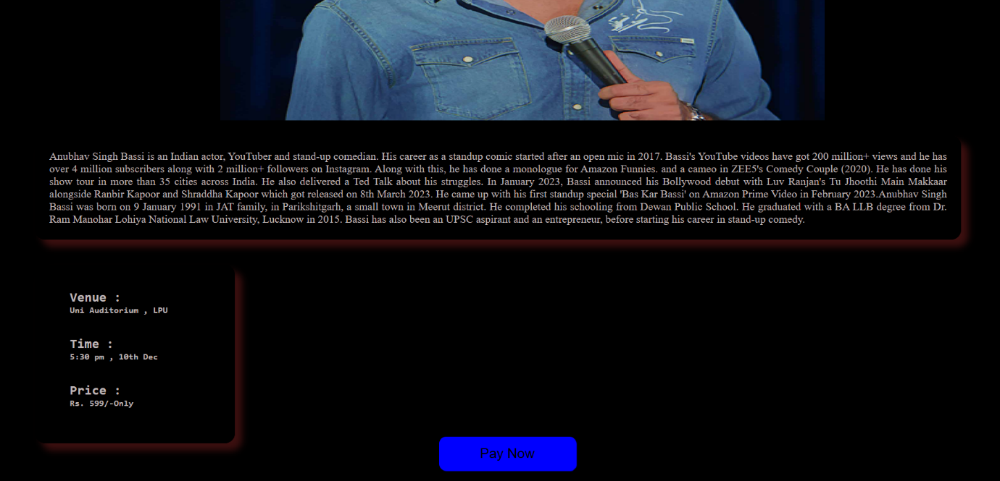 Anubhav Singh Bassi is an Indian actor, YouTuber and stand-up comedian. His career as a standup comic started after an open mic in 2017. Bassi's YouTube videos have got 200 million+ views and he has
over 4 million subscribers along with 2 million+ followers on Instagram. Along with this, he has done a monologue for Amazon Funnies. and a cameo in ZEE5's Comedy Couple (2020). He has done his
show tour in more than 35 cities across India. He also delivered a Ted Talk about his struggles. In January 2023, Bassi announced his Bollywood debut with Luv Ranjan's Tu Jhoothi Main Makkaar
alongside Ranbir Kapoor and Shraddha Kapoor which got released on 8th March 2023. He came up with his first standup special 'Bas Kar Bassi' on Amazon Prime Video in February 2023.Anubhav Singh
Bassi was born on 9 January 1991 in JAT family, in Parikshitgarh, a small town in Meerut district. He completed his schooling from Dewan Public School. He graduated with a BA LLB degree from Dr.
Ram Manohar Lohiya National Law University, Lucknow in 2015. Bassi has also been an UPSC aspirant and an entrepreneur, before starting his career in stand-up comedy.
Venue :
Uni Auditorium , LPU
Time :
5:30 pm , 10th Dec
Price :
Rs. 599/-Only
Pay Now